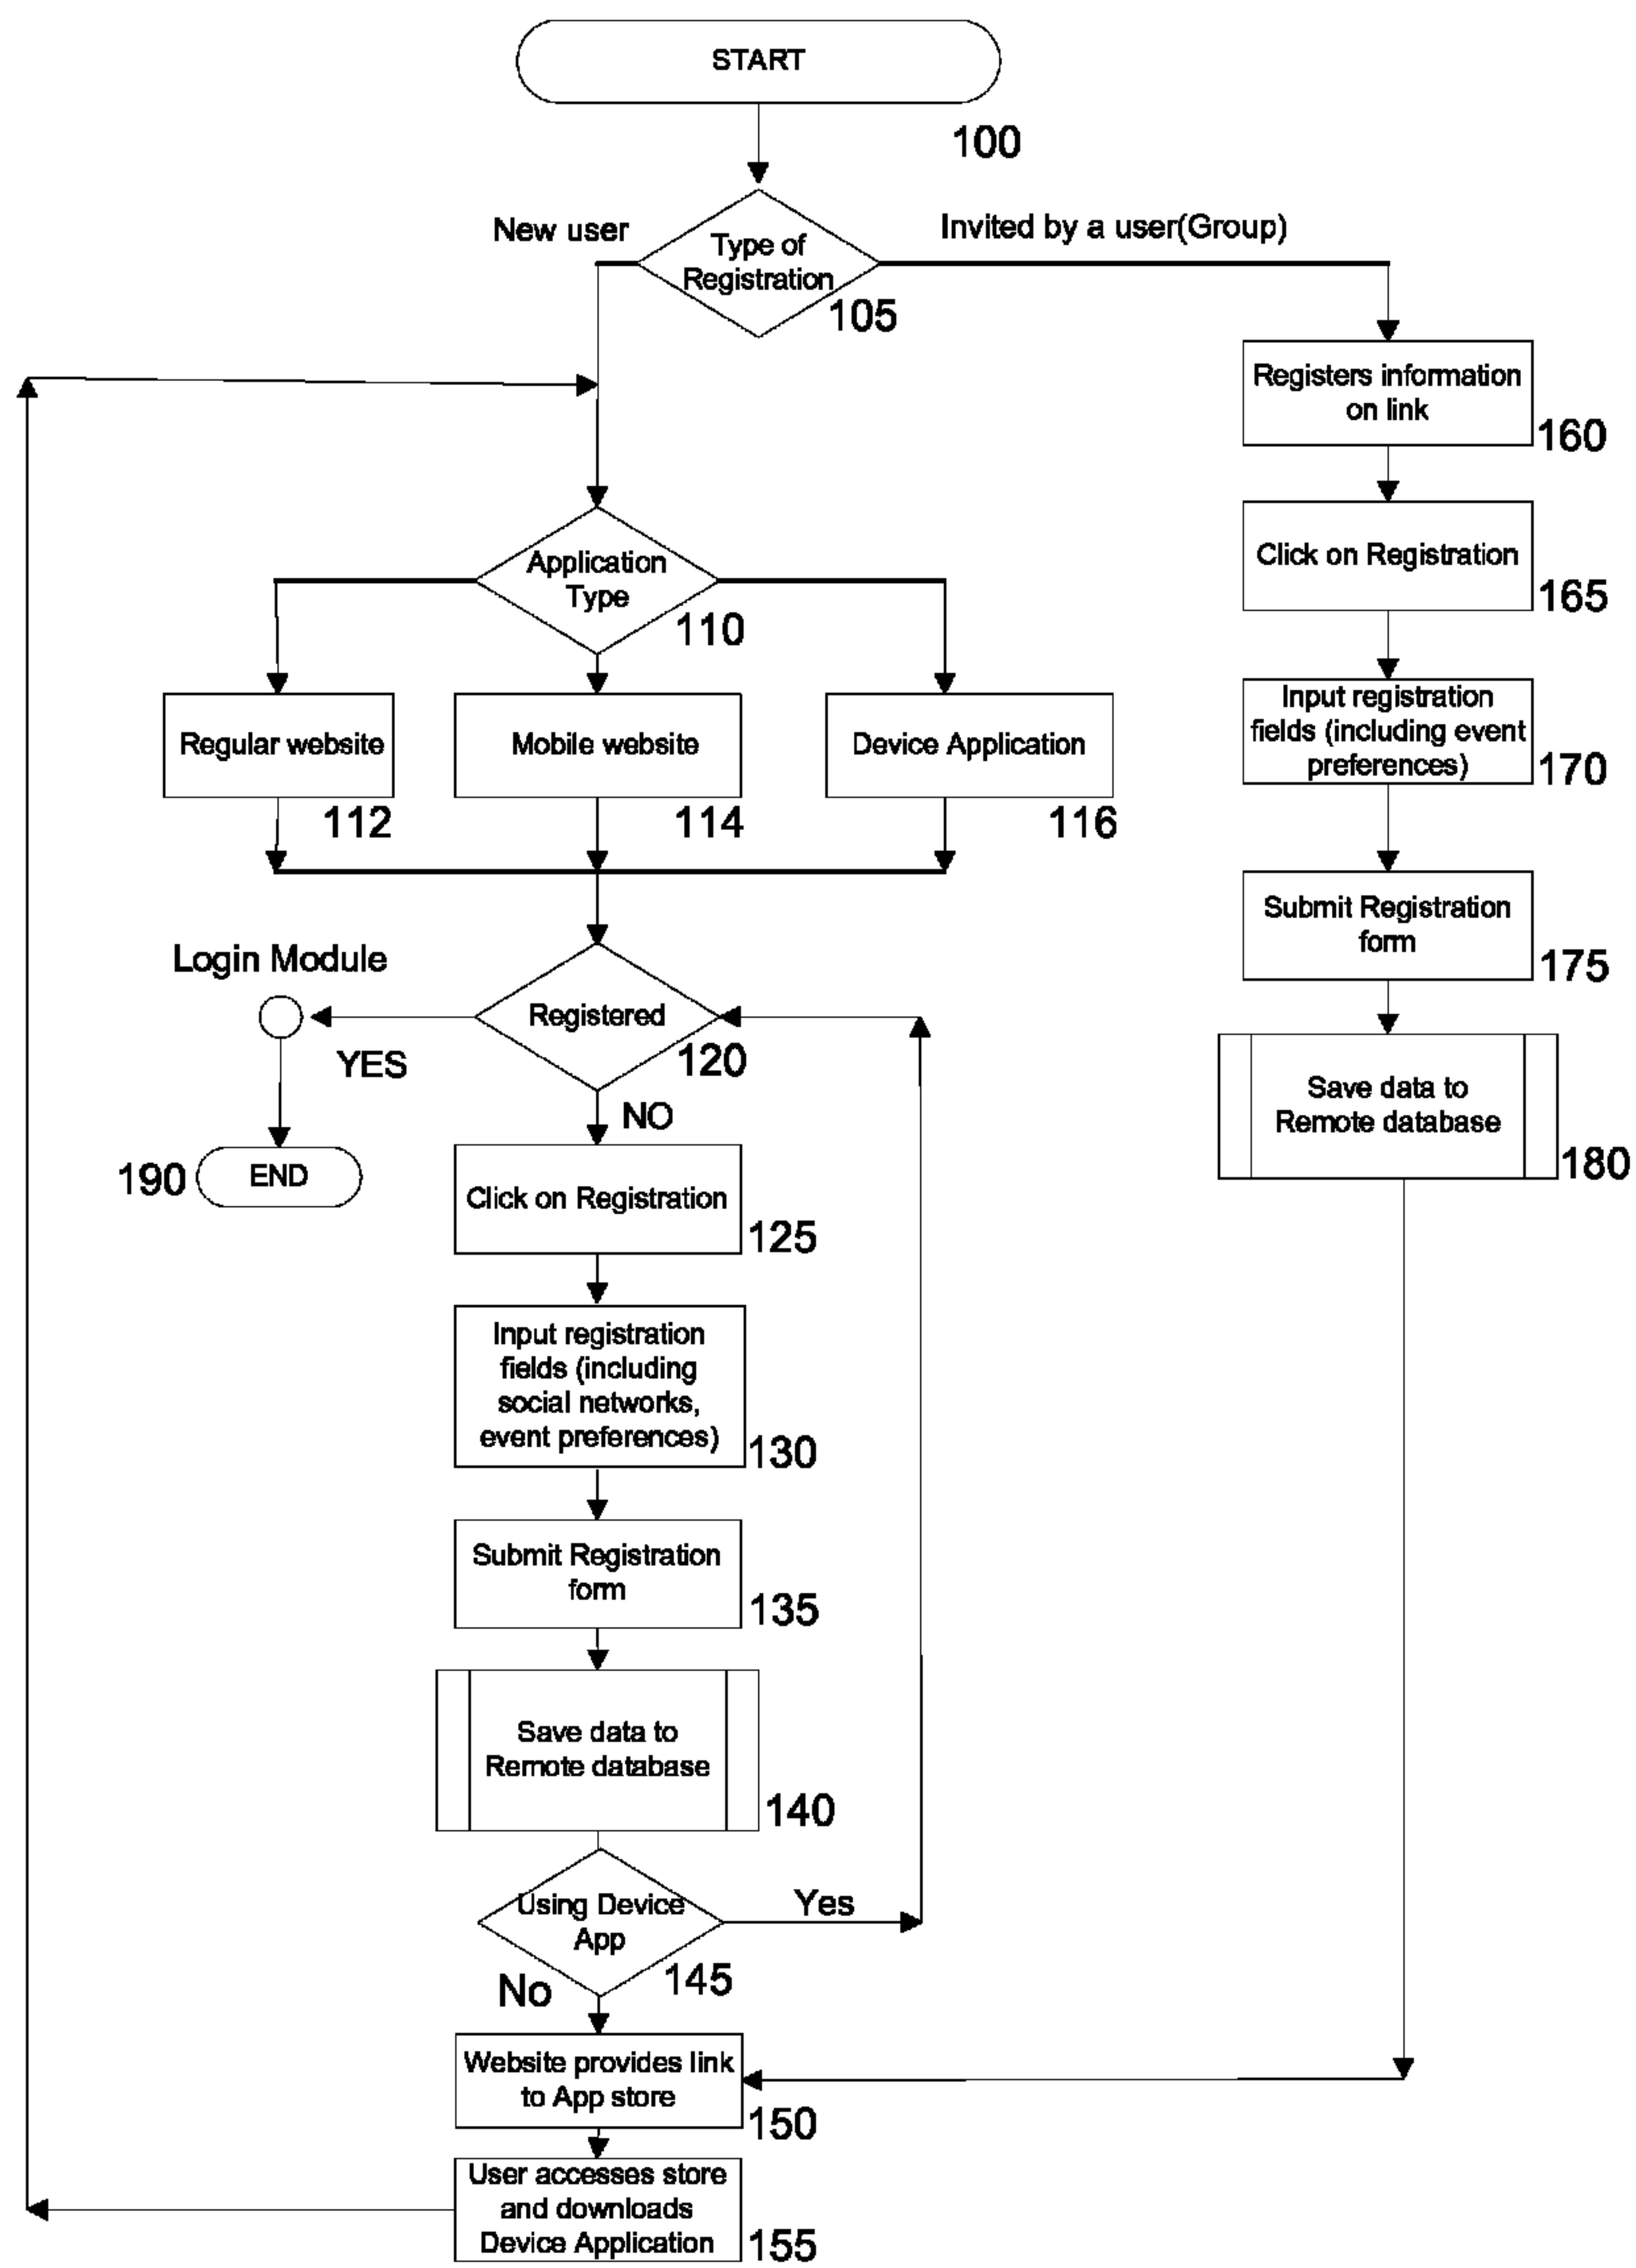 START
100
New user
Invited by a user(Group)
Type of
Registration
105
Registers information
on link
160
Click on Registration
165
Application
Type
110
Input registration
fields (including event
preferences)
170
Regular website
112
Mobile website
114
Device Application
116
Submit Registration
form
175
Login Module
Registered
120
YES
NO
Save data to
Remote database
180
190
END
Click on Registration
125
Input registration
fields (including
social networks,
event preferences)
130
Submit Registration
form
135
Save data to
Remote database
140
Using Device
App
145
Yes
No
Website provides link
to App store
150
User accesses store
and downloads
Device Application
155